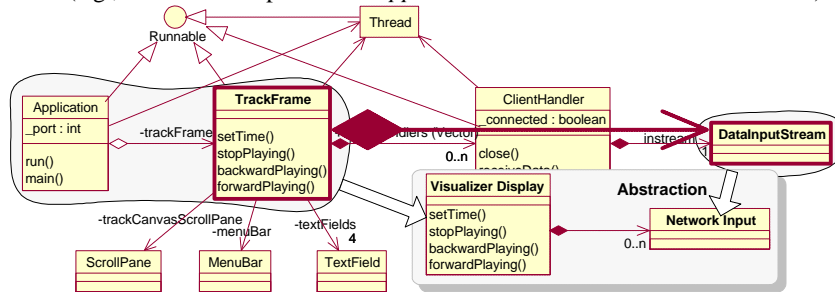 Runnable
Thread
Application
_port : int
run()
main()
-trackFrame
TrackFrame
setTime()
stopPlaying()
backwardPlaying()
forwardPlaying()
(Vector)
0..n
ClientHandler
_connected : boolean
close()
instream
1
DataInputStream
-trackCanvasScrollPane
-menuBar
-textFields
4
ScrollPane
MenuBar
TextField
Abstraction
Visualizer Display
setTime()
stopPlaying()
backwardPlaying()
forwardPlaying()
0..n
Network Input